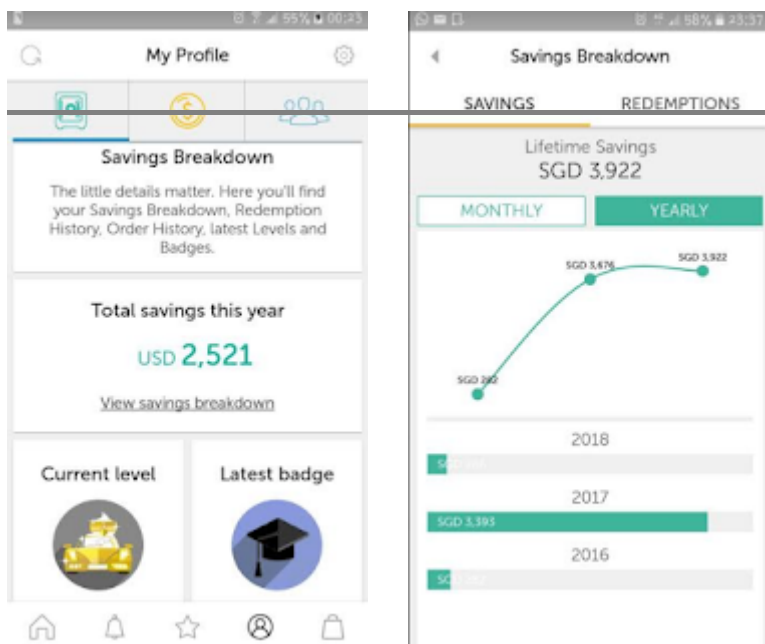 55% 00:23
My Profile
Savings Breakdown
The little details matter. Here you'll find
your Savings Breakdown, Redemption
History, Order History, latest Levels and
Badges.
Total savings this year
USD 2,521
View savings breakdown
Current level
Latest badge
58% 23:37
Savings Breakdown
SAVINGS
REDEMPTIONS
Lifetime Savings
SGD 3,922
MONTHLY
YEARLY
SGD 3,676
SGD 3,922
SGD 282
2018
2017
SGD 3,393
2016